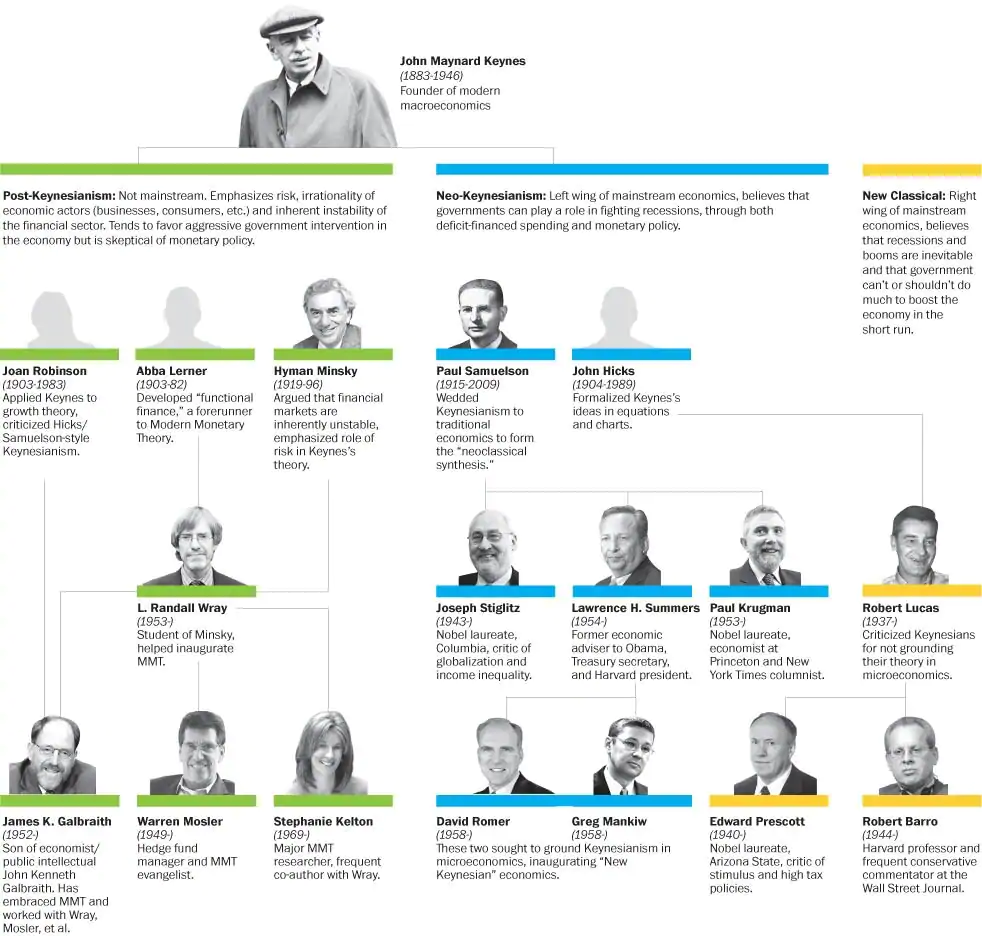 John Maynard Keynes
(1883-1946)
Founder of modern
macroeconomics
Post-Keynesianism: Not mainstream. Emphasizes risk, irrationality of
economic actors (businesses, consumers, etc.) and inherent instability of
the financial sector. Tends to favor aggressive government intervention in
the economy but is skeptical of monetary policy.
Neo-Keynesianism: Left wing of mainstream economics, believes that
governments can play a role in fighting recessions, through both
deficit-financed spending and monetary policy.
New Classical: Right
wing of mainstream
economics, believes
that recessions and
booms are inevitable
and that government
can't or shouldn't do
much to boost the
economy in the
short run.
Joan Robinson
(1903-1983)
Applied Keynes to
growth theory,
criticized Hicks/
Samuelson-style
Keynesianism.
Abba Lerner
(1903-82)
Developed “functional
finance,” a forerunner
to Modern Monetary
Theory.
Hyman Minsky
(1919-96)
Argued that financial
markets are
inherently unstable,
emphasized role of
risk in Keynes's
theory.
Paul Samuelson
(1915-2009)
Wedded
Keynesianism to
traditional
economics to form
the “neoclassical
synthesis.”
John Hicks
(1904-1989)
Formalized Keynes's
ideas in equations
and charts.
L. Randall Wray
(1953-)
Student of Minsky,
helped inaugurate
MMT.
Joseph Stiglitz
(1943-)
Nobel laureate,
Columbia, critic of
globalization and
income inequality.
Lawrence H. Summers
(1954-)
Former economic
adviser to Obama,
Treasury secretary,
and Harvard president.
Paul Krugman
(1953-)
Nobel laureate,
economist at
Princeton and New
York Times columnist.
Robert Lucas
(1937-)
Criticized Keynesians
for not grounding
their theory in
microeconomics.
James K. Galbraith
(1952-)
Son of economist/
public intellectual
John Kenneth
Galbraith. Has
embraced MMT and
worked with Wray,
Mosler, et al.
Warren Mosler
(1949-)
Hedge fund
manager and MMT
evangelist.
Stephanie Kelton
(1969-)
Major MMT
researcher, frequent
co-author with Wray.
David Romer
(1958-)
Greg Mankiw
(1958-)
These two sought to ground Keynesianism in
microeconomics, inaugurating “New
Keynesian” economics.
Edward Prescott
(1940-)
Nobel laureate,
Arizona State, critic of
stimulus and high tax
policies.
Robert Barro
(1944-)
Harvard professor and
frequent conservative
commentator at the
Wall Street Journal.